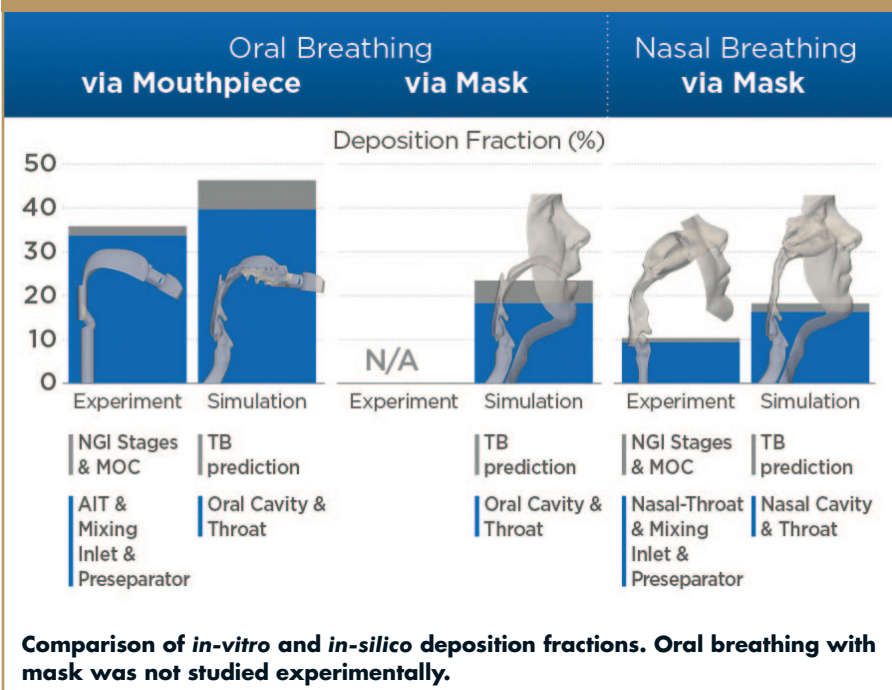 Oral Breathing
via Mouthpiece
via Mask
Nasal Breathing
via Mask
Deposition Fraction (%)
50
40
30
20
10
0
N/A
Experiment
Simulation
Experiment
Simulation
Experiment
Simulation
NGI Stages
& MOC
TB
prediction
TB
prediction
NGI Stages
& MOC
TB
prediction
AIT &
Mixing
Inlet &
Preseparator
Oral Cavity &
Throat
Oral Cavity &
Throat
Nasal-Throat
& Mixing
Inlet &
Preseparator
Nasal Cavity
& Throat
Comparison of in-vitro and in-silico deposition fractions. Oral breathing with
mask was not studied experimentally.